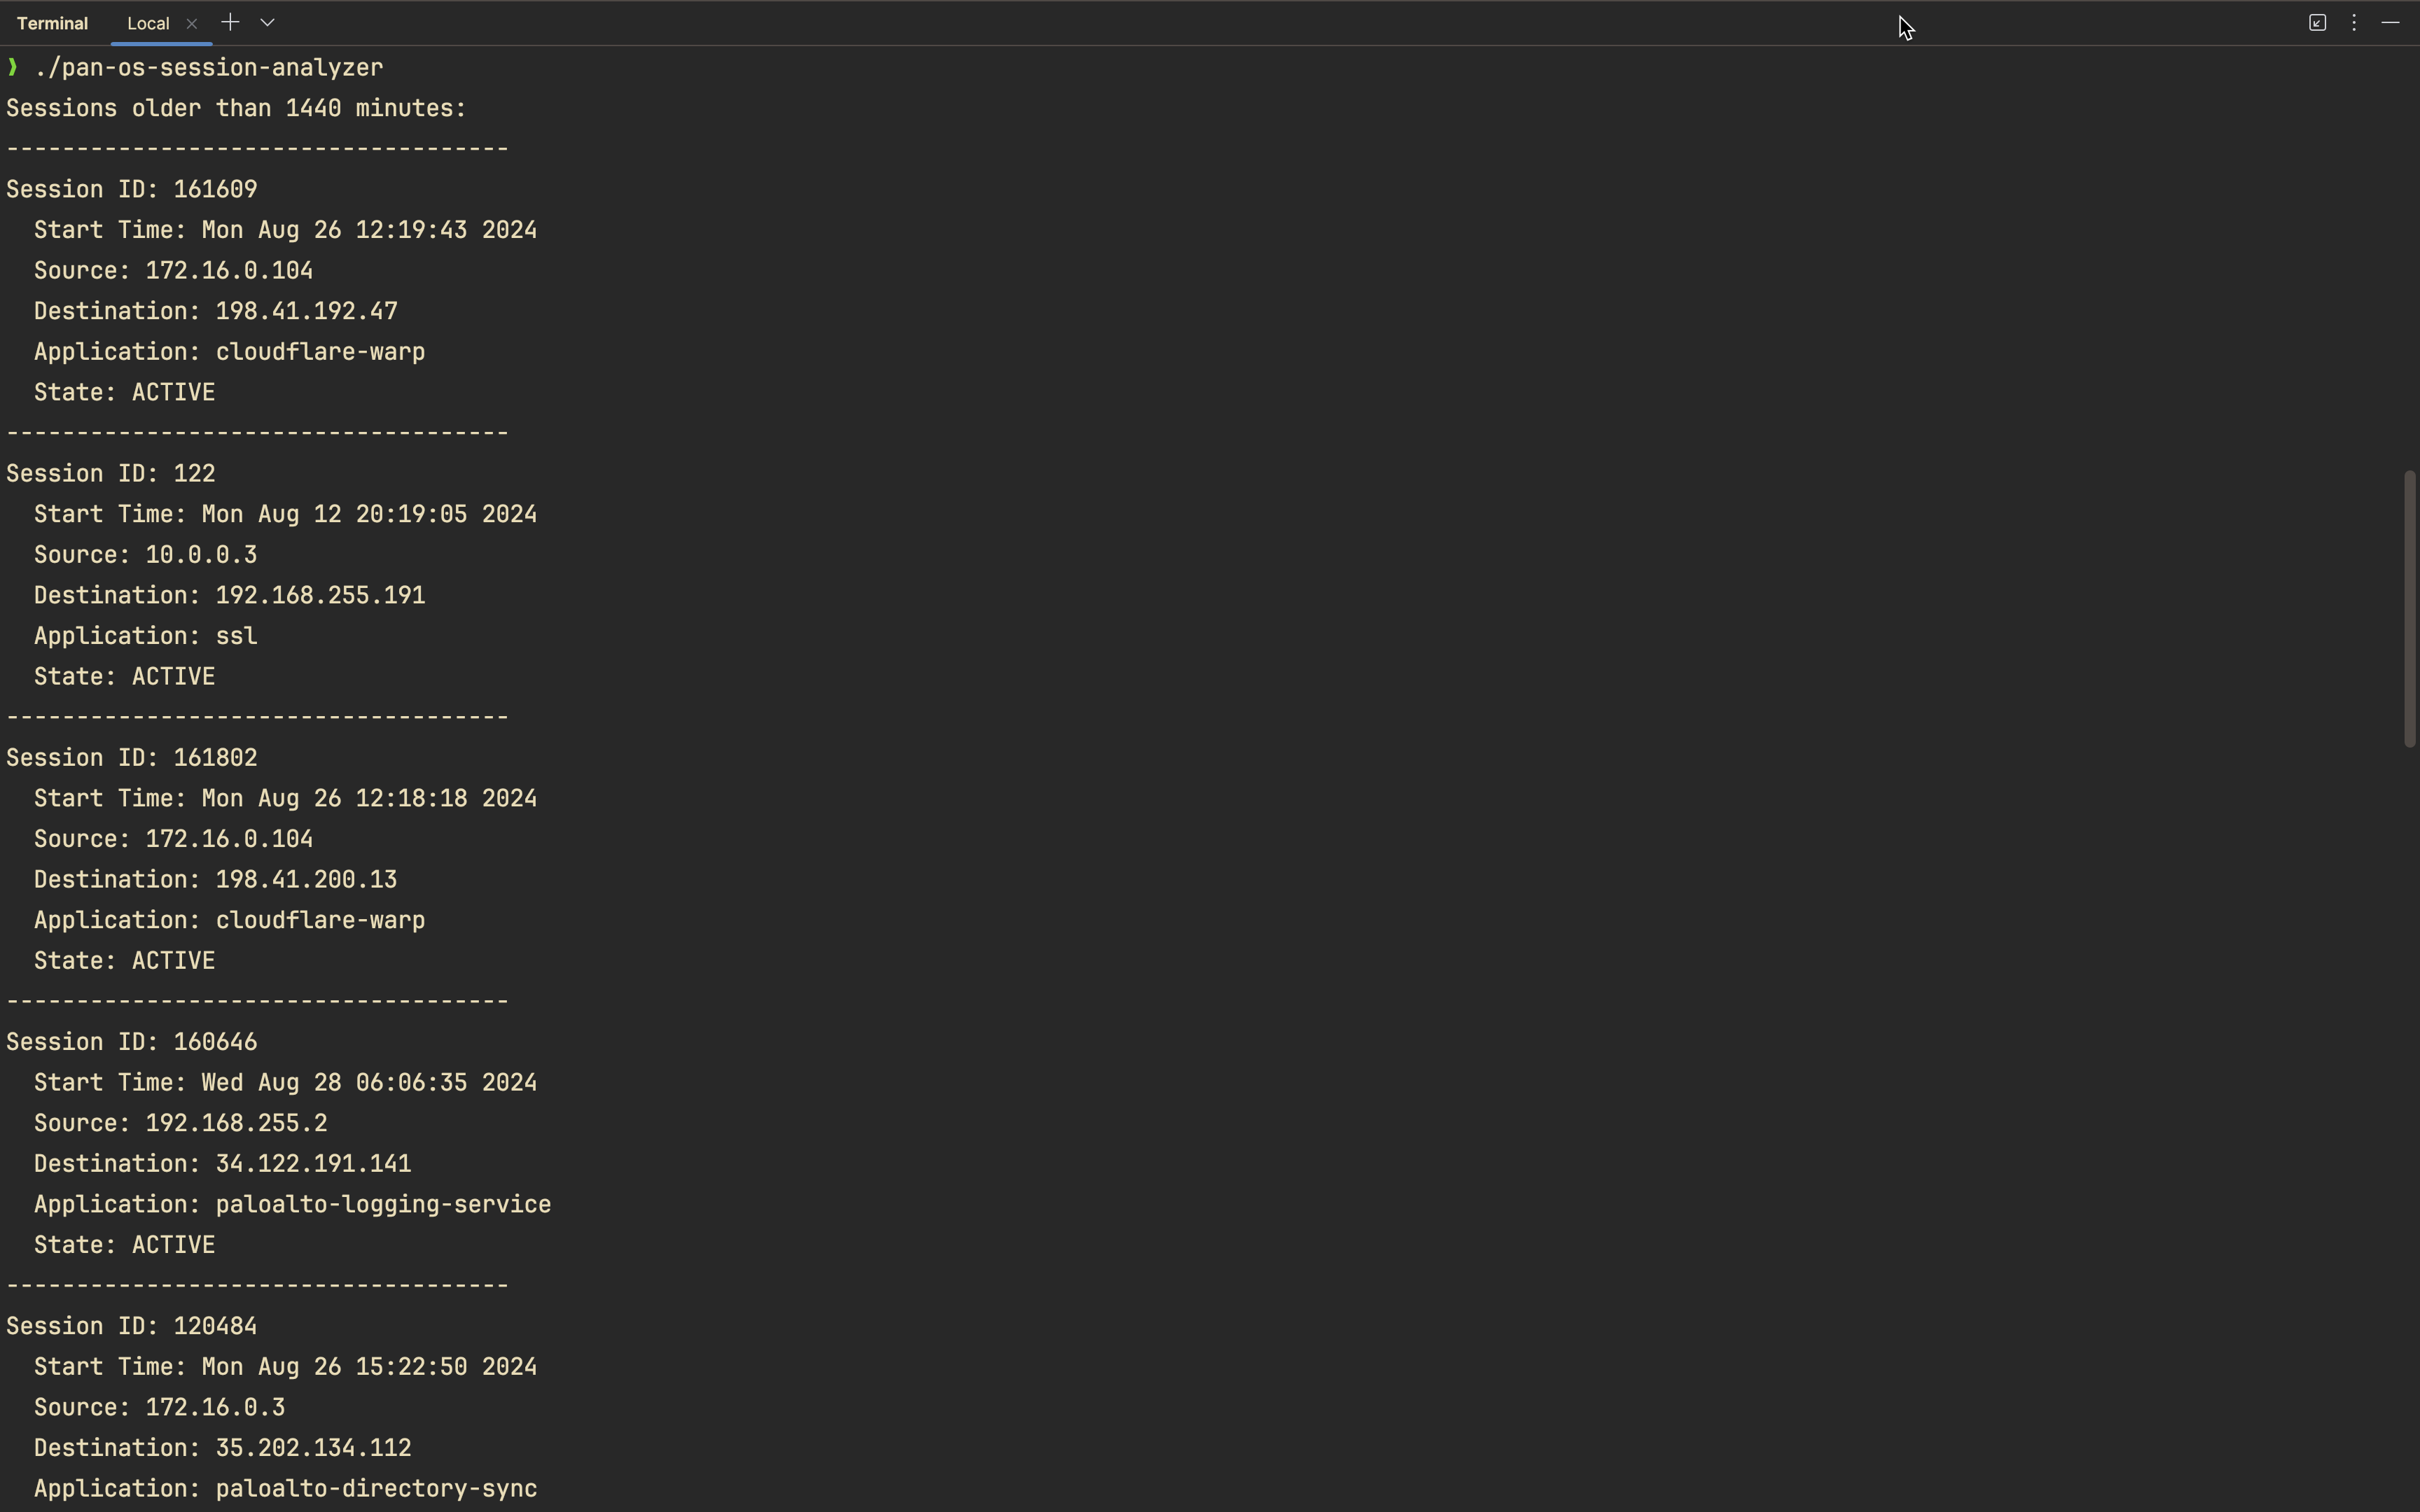 Terminal Local
❱ ./pan-os-session-analyzer
Sessions older than 1440 minutes:
------------------------------------
Session ID: 161609
  Start Time: Mon Aug 26 12:19:43 2024
  Source: 172.16.0.104
  Destination: 198.41.192.47
  Application: cloudflare-warp
  State: ACTIVE
------------------------------------
Session ID: 122
  Start Time: Mon Aug 12 20:19:05 2024
  Source: 10.0.0.3
  Destination: 192.168.255.191
  Application: ssl
  State: ACTIVE
------------------------------------
Session ID: 161802
  Start Time: Mon Aug 26 12:18:18 2024
  Source: 172.16.0.104
  Destination: 198.41.200.13
  Application: cloudflare-warp
  State: ACTIVE
------------------------------------
Session ID: 160646
  Start Time: Wed Aug 28 06:06:35 2024
  Source: 192.168.255.2
  Destination: 34.122.191.141
  Application: paloalto-logging-service
  State: ACTIVE
------------------------------------
Session ID: 120484
  Start Time: Mon Aug 26 15:22:50 2024
  Source: 172.16.0.3
  Destination: 35.202.134.112
  Application: paloalto-directory-sync